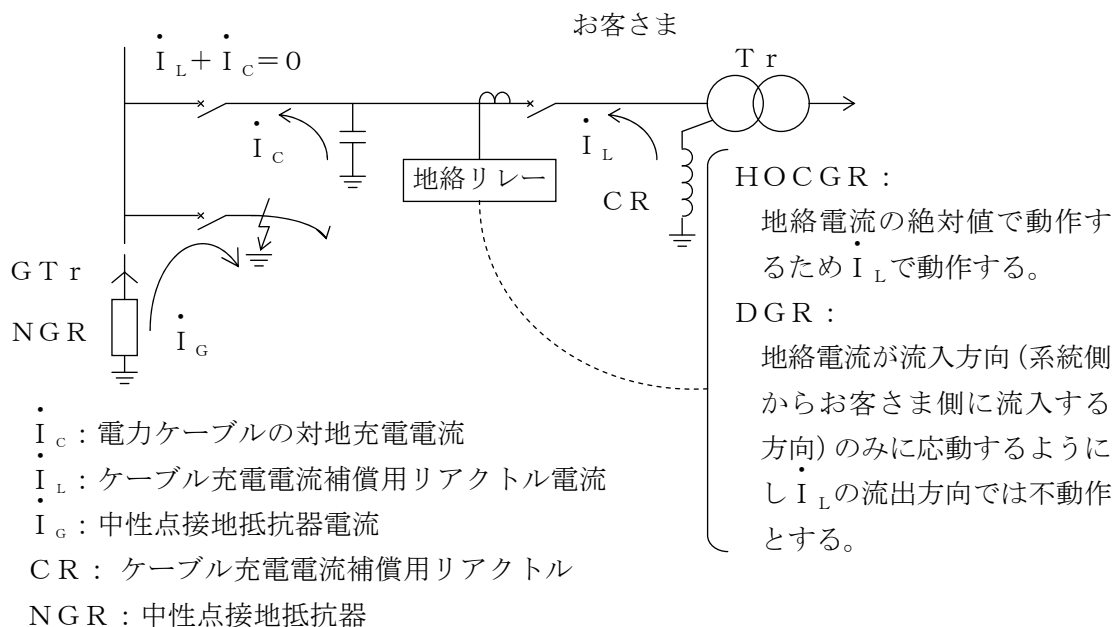 お客さま
İL+İC=0
Tr
İC
İL
地絡リレー
CR
HOCGR:
地絡電流の絶対値で動作す
るためİLで動作する。
GTr
NGR
İG
DGR:
地絡電流が流入方向(系統側
からお客さま側に流入する
方向)のみに応動するように
しİLの流出方向では不動作
とする。
İC:電力ケーブルの対地充電電流
İL:ケーブル充電電流補償用リアクトル電流
İG:中性点接地抵抗器電流
CR: ケーブル充電電流補償用リアクトル
NGR:中性点接地抵抗器